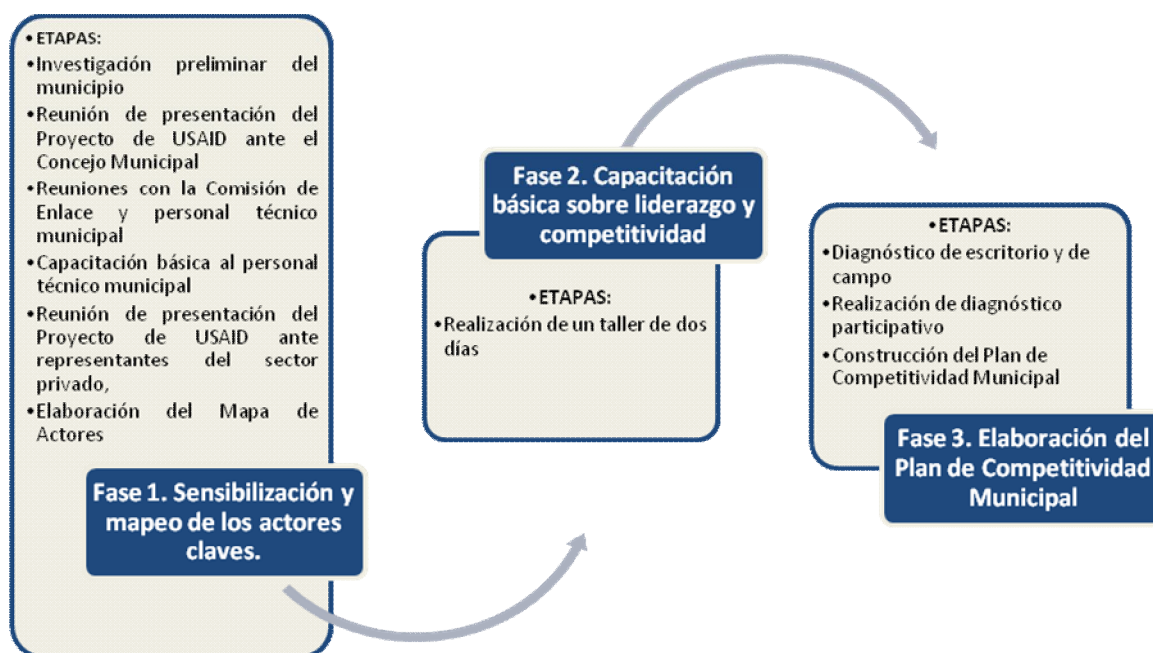 •ETAPAS:
•Investigación preliminar del
municipio
•Reunión de presentación del
Proyecto de USAID ante el
Concejo Municipal
•Reuniones con la Comisión de
Enlace y personal técnico
municipal
•Capacitación básica al personal
técnico municipal
•Reunión de presentación del
Proyecto de USAID ante
representantes del sector
privado,
•Elaboración del Mapa de
Actores
Fase 1. Sensibilización y
mapeo de los actores
claves.
Fase 2. Capacitación
básica sobre liderazgo y
competitividad
•ETAPAS:
•Realización de un taller de dos
días
•ETAPAS:
•Diagnóstico de escritorio y de
campo
•Realización de diagnóstico
participativo
•Construcción del Plan de
Competitividad Municipal
Fase 3. Elaboración del
Plan de Competitividad
Municipal